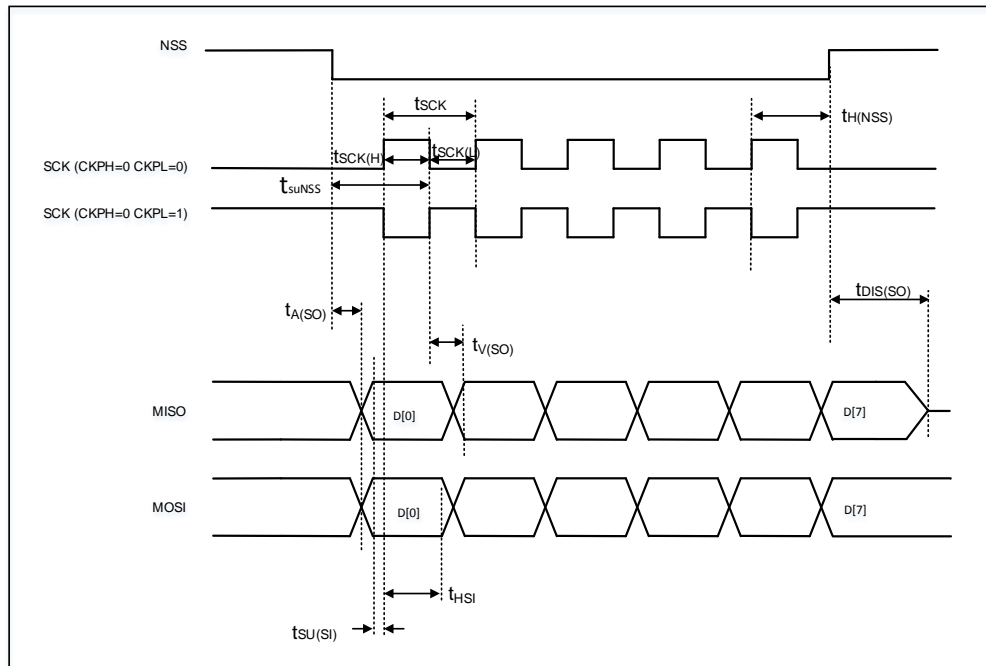 NSS
tSCK
tH(NSS)
tSCK(H)
tSCK(L)
SCK (CKPH=0 CKPL=0)
tsuNSS
SCK (CKPH=0 CKPL=1)
tDIS(SO)
tA(SO)
tV(SO)
MISO
D[0]
D[7]
MOSI
D[0]
D[7]
tHSI
tSU(SI)